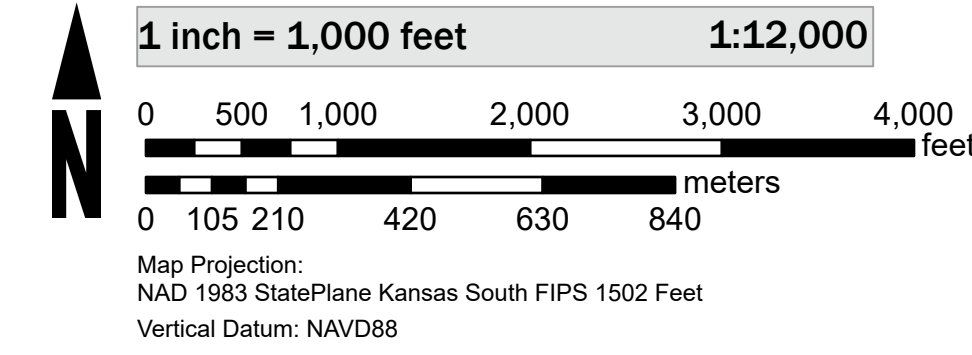 1 inch = 1,000 feet 1:12,000
0 500 1,000 2,000 3,000 4,000
feet
meters
0 105 210 420 630 840
N
Map Projection:
NAD 1983 StatePlane Kansas South FIPS 1502 Feet
Vertical Datum: NAVD88